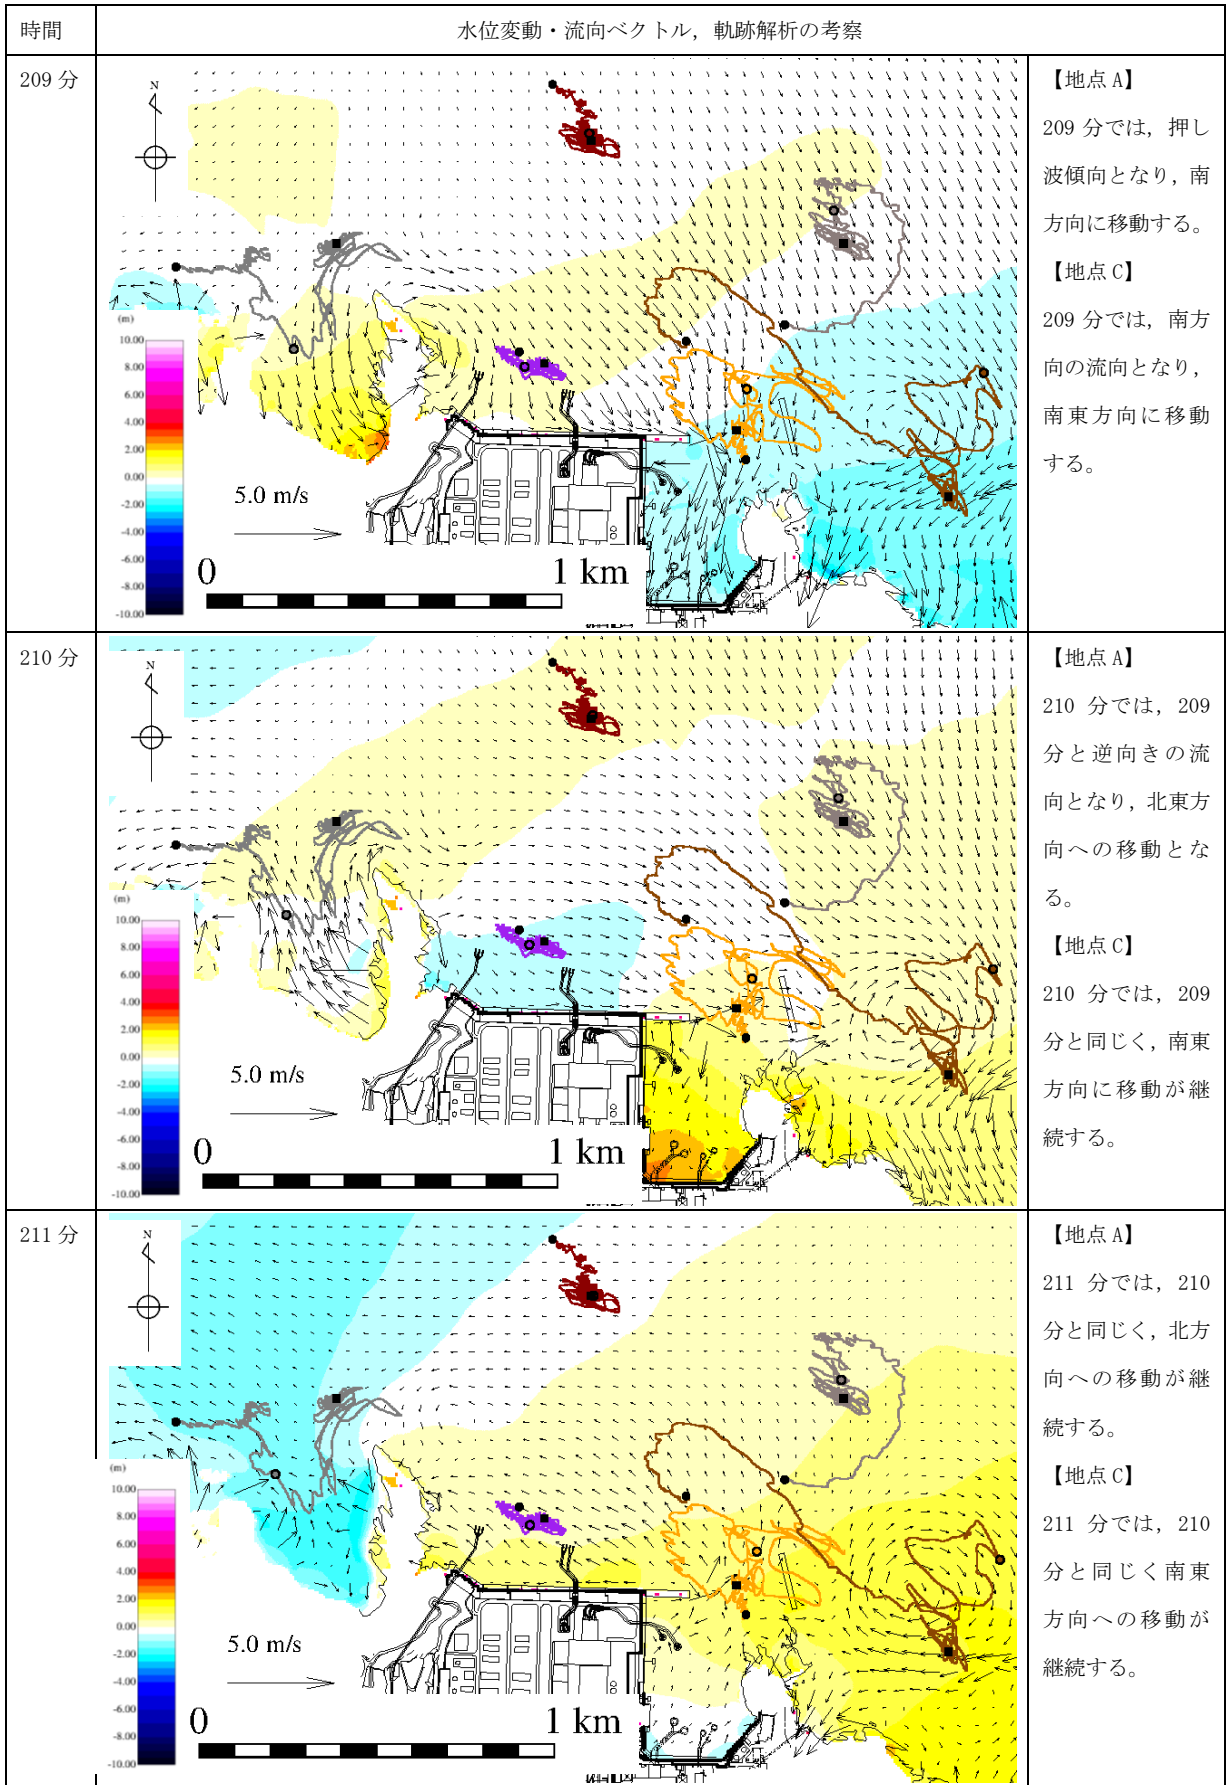 時間
水位変動・流向ベクトル，軌跡解析の考察
209 分
N
(m)
10.00
8.00
6.00
4.00
2.00
0.00
-2.00
-4.00
-6.00
-8.00
-10.00
5.0 m/s
0
1 km
【地点 A】
209 分では，押し
波傾向となり，南
方向に移動する。
【地点 C】
209 分では，南方
向の流向となり，
南東方向に移動
する。
210 分
N
(m)
10.00
8.00
6.00
4.00
2.00
0.00
-2.00
-4.00
-6.00
-8.00
-10.00
5.0 m/s
0
1 km
【地点 A】
210 分では，209
分と逆向きの流
向となり，北東方
向への移動とな
る。
【地点 C】
210 分では，209
分と同じく，南東
方向に移動が継
続する。
211 分
N
(m)
10.00
8.00
6.00
4.00
2.00
0.00
-2.00
-4.00
-6.00
-8.00
-10.00
5.0 m/s
0
1 km
【地点 A】
211 分では，210
分と同じく，北方
向への移動が継
続する。
【地点 C】
211 分では，210
分と同じく南東
方向への移動が
継続する。